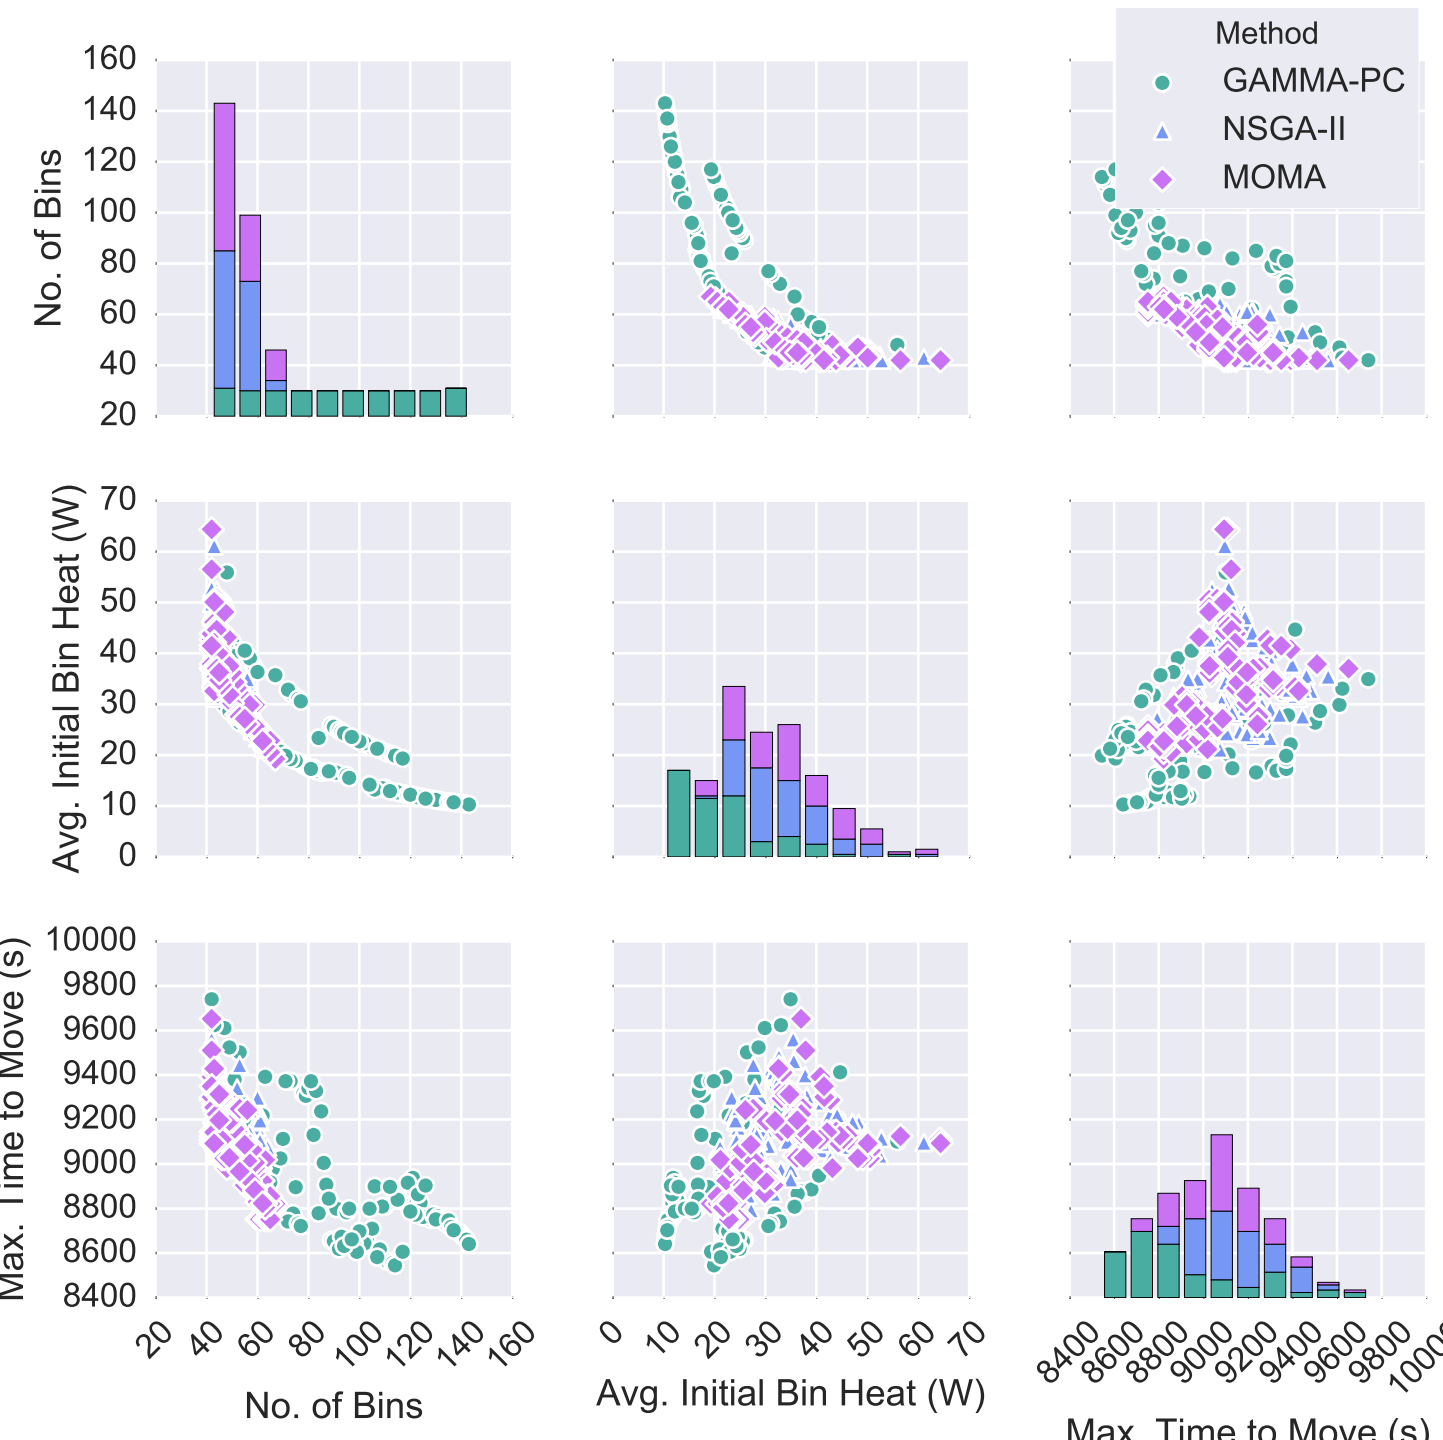 Method
GAMMA-PC
NSGA-II
MOMA
No. of Bins
160
140
120
100
80
60
40
20
Avg. Initial Bin Heat (W)
70
60
50
40
30
20
10
0
Max. Time to Move (s)
10000
9800
9600
9400
9200
9000
8800
8600
8400
20 40 60 80 100 120 140 160
0 10 20 30 40 50 60 70
8400 8600 8800 9000 9200 9400 9600 9800
No. of Bins
Avg. Initial Bin Heat (W)
Max. Time to Move (s)